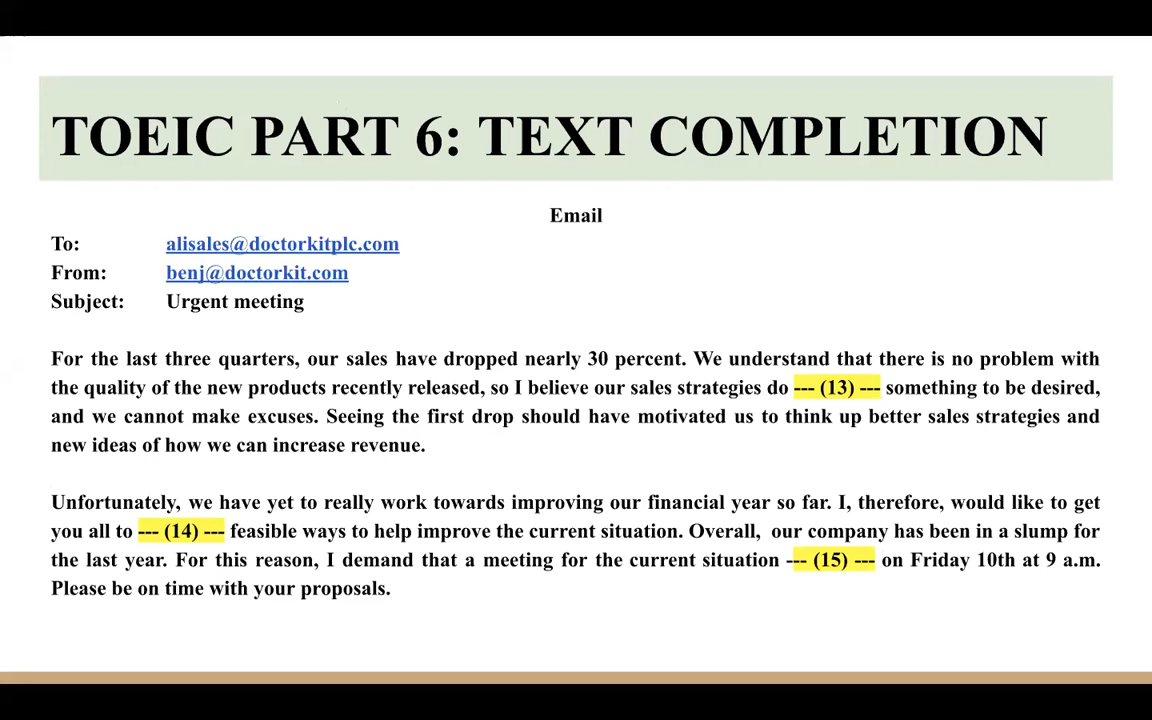 TOEIC PART 6: TEXT COMPLETION
Email
To: alisales@doctorkitplc.com
From: benj@doctorkit.com
Subject: Urgent meeting
For the last three quarters, our sales have dropped nearly 30 percent. We understand that there is no problem with
the quality of the new products recently released, so I believe our sales strategies do --- (13) --- something to be desired,
and we cannot make excuses. Seeing the first drop should have motivated us to think up better sales strategies and
new ideas of how we can increase revenue.
Unfortunately, we have yet to really work towards improving our financial year so far. I, therefore, would like to get
you all to --- (14) --- feasible ways to help improve the current situation. Overall, our company has been in a slump for
the last year. For this reason, I demand that a meeting for the current situation --- (15) --- on Friday 10th at 9 a.m.
Please be on time with your proposals.